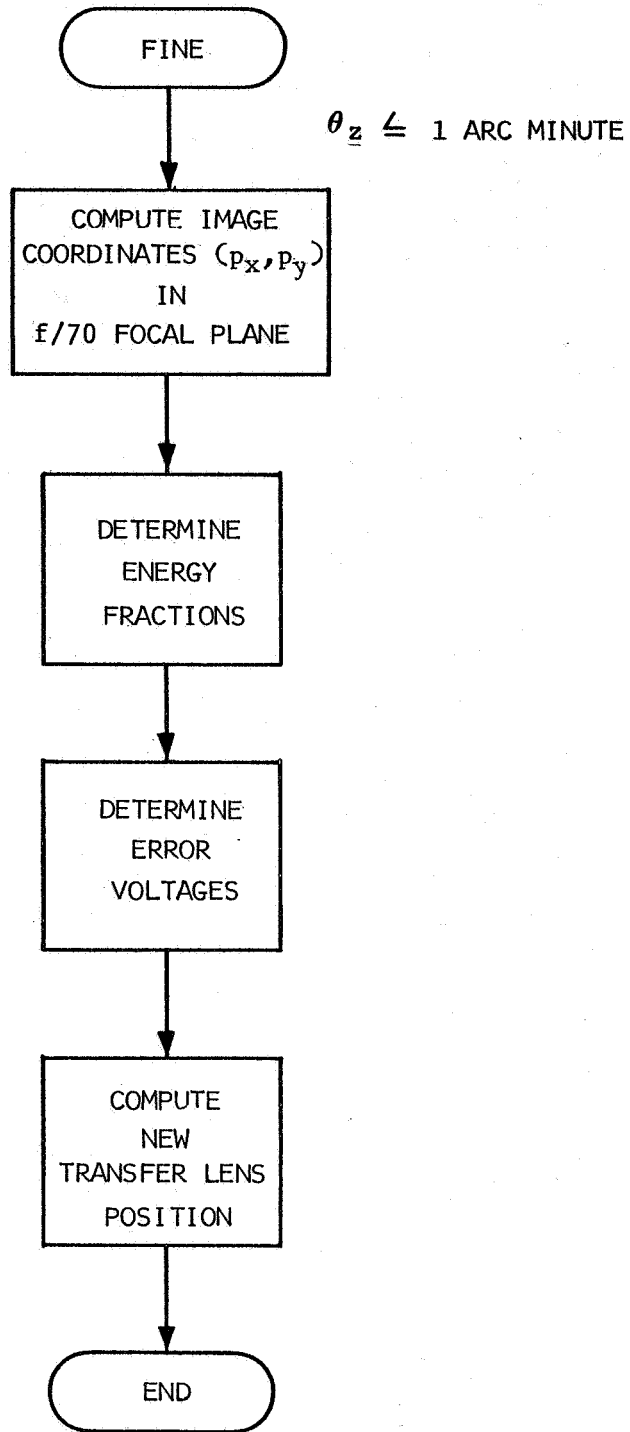 FINE
θz ≤ 1 ARC MINUTE
COMPUTE IMAGE
COORDINATES (px,py)
IN
f/70 FOCAL PLANE
DETERMINE
ENERGY
FRACTIONS
DETERMINE
ERROR
VOLTAGES
COMPUTE
NEW
TRANSFER LENS
POSITION
END